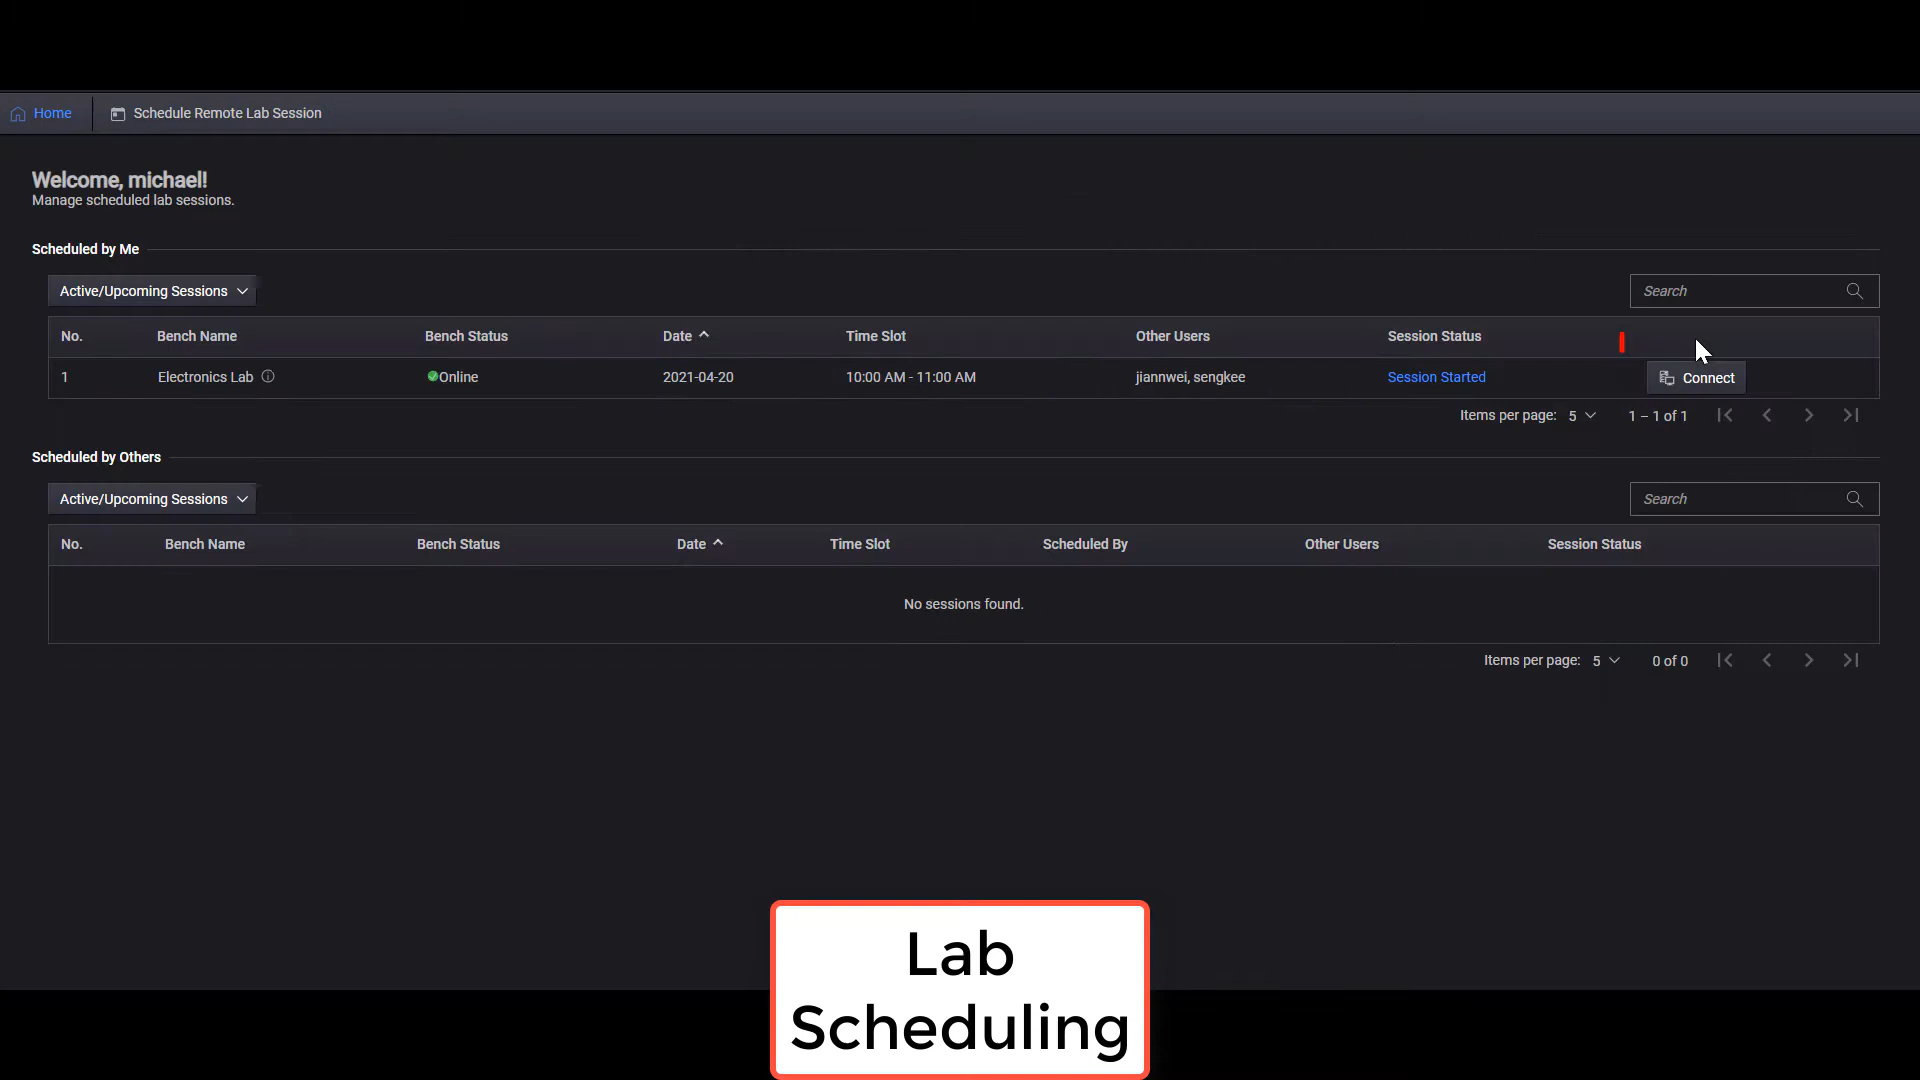 Home
Schedule Remote Lab Session
Welcome, michael!
Manage scheduled lab sessions.
Scheduled by Me
Active/Upcoming Sessions
Search
No. Bench Name Bench Status Date Time Slot Other Users Session Status
1 Electronics Lab Online 2021-04-20 10:00 AM - 11:00 AM jiannwei, sengkee Session Started Connect
Items per page: 5 1 – 1 of 1
Scheduled by Others
Active/Upcoming Sessions
Search
No. Bench Name Bench Status Date Time Slot Scheduled By Other Users Session Status
No sessions found.
Items per page: 5 0 of 0
Lab
Scheduling